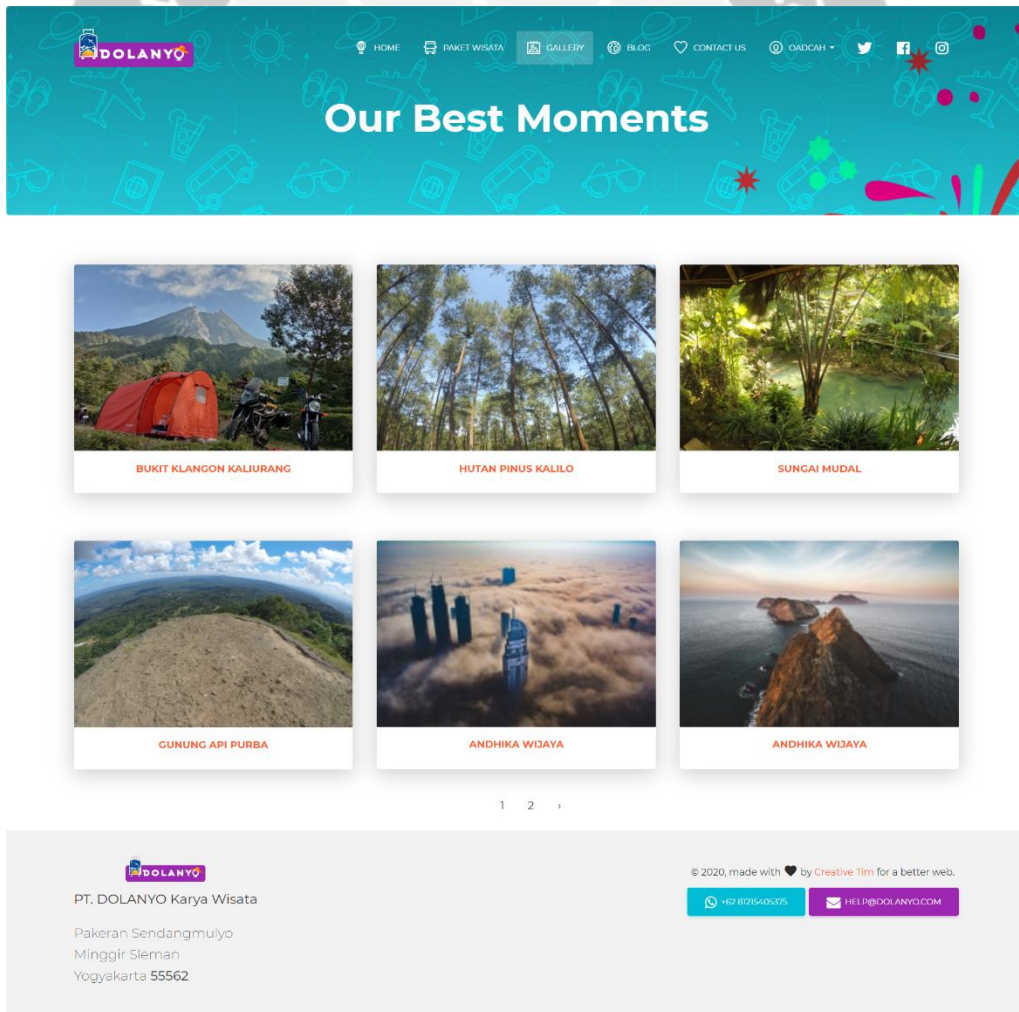 DOLANYO
HOME PAKET WISATA GALLERY BLOG CONTACT US OADCAH
Our Best Moments
BUKIT KLANGON KALIURANG HUTAN PINUS KALILO SUNGAI MUDAL
GUNUNG API PURBA ANDHIKA WIJAYA ANDHIKA WIJAYA
1 2 ›
DOLANYO
PT. DOLANYO Karya Wisata
Pakeran Sendangmulyo
Minggir Sleman
Yogyakarta 55562
© 2020, made with ♥ by Creative Tim for a better web.
+62 81215405375 HELP@DOLANYO.COM